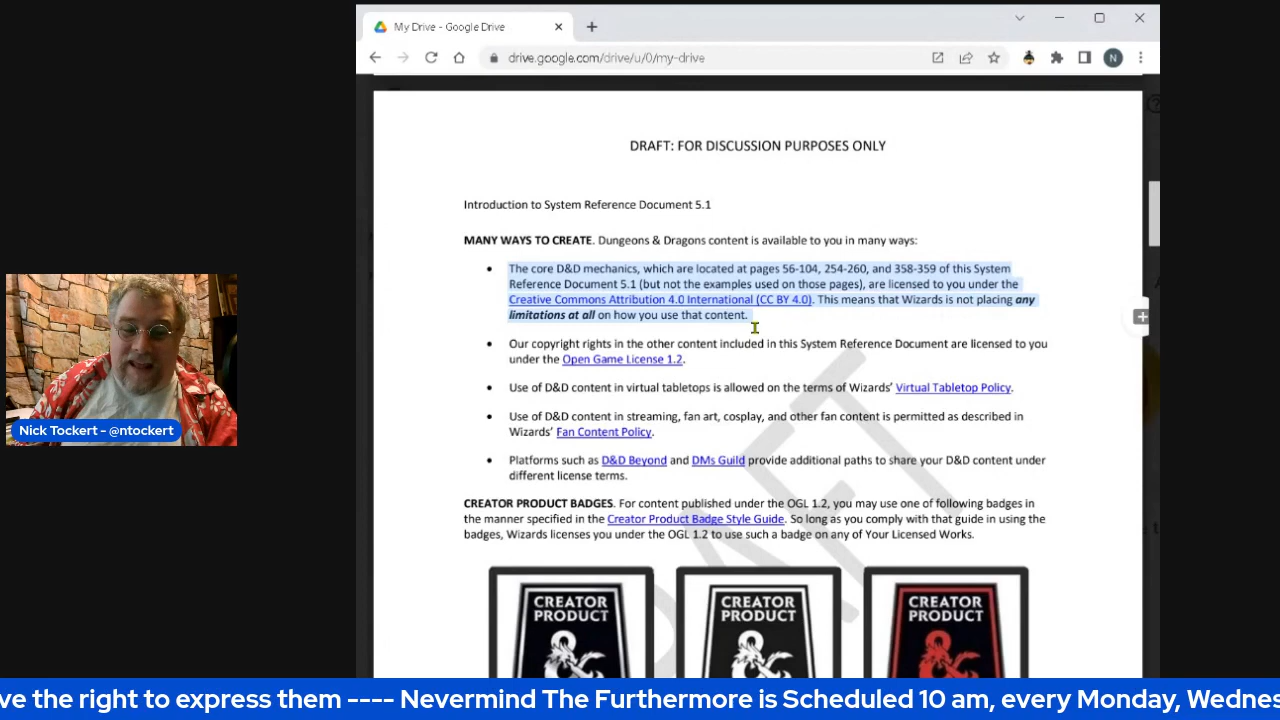 My Drive - Google Drive
drive.google.com/drive/u/0/my-drive
N
DRAFT: FOR DISCUSSION PURPOSES ONLY
Introduction to System Reference Document 5.1
MANY WAYS TO CREATE. Dungeons & Dragons content is available to you in many ways:
• The core D&D mechanics, which are located at pages 56-104, 254-260, and 358-359 of this System
Reference Document 5.1 (but not the examples used on those pages), are licensed to you under the
Creative Commons Attribution 4.0 International (CC BY 4.0). This means that Wizards is not placing any
limitations at all on how you use that content.
• Our copyright rights in the other content included in this System Reference Document are licensed to you
under the Open Game License 1.2.
• Use of D&D content in virtual tabletops is allowed on the terms of Wizards' Virtual Tabletop Policy.
• Use of D&D content in streaming, fan art, cosplay, and other fan content is permitted as described in
Wizards' Fan Content Policy.
• Platforms such as D&D Beyond and DMs Guild provide additional paths to share your D&D content under
different license terms.
CREATOR PRODUCT BADGES. For content published under the OGL 1.2, you may use one of following badges in
the manner specified in the Creator Product Badge Style Guide. So long as you comply with that guide in using the
badges, Wizards licenses you under the OGL 1.2 to use such a badge on any of Your Licensed Works.
DRAFT
CREATOR PRODUCT
CREATOR PRODUCT
CREATOR PRODUCT
Nick Tockert - @ntockert
ve the right to express them ---- Nevermind The Furthermore is Scheduled 10 am, every Monday, Wednes